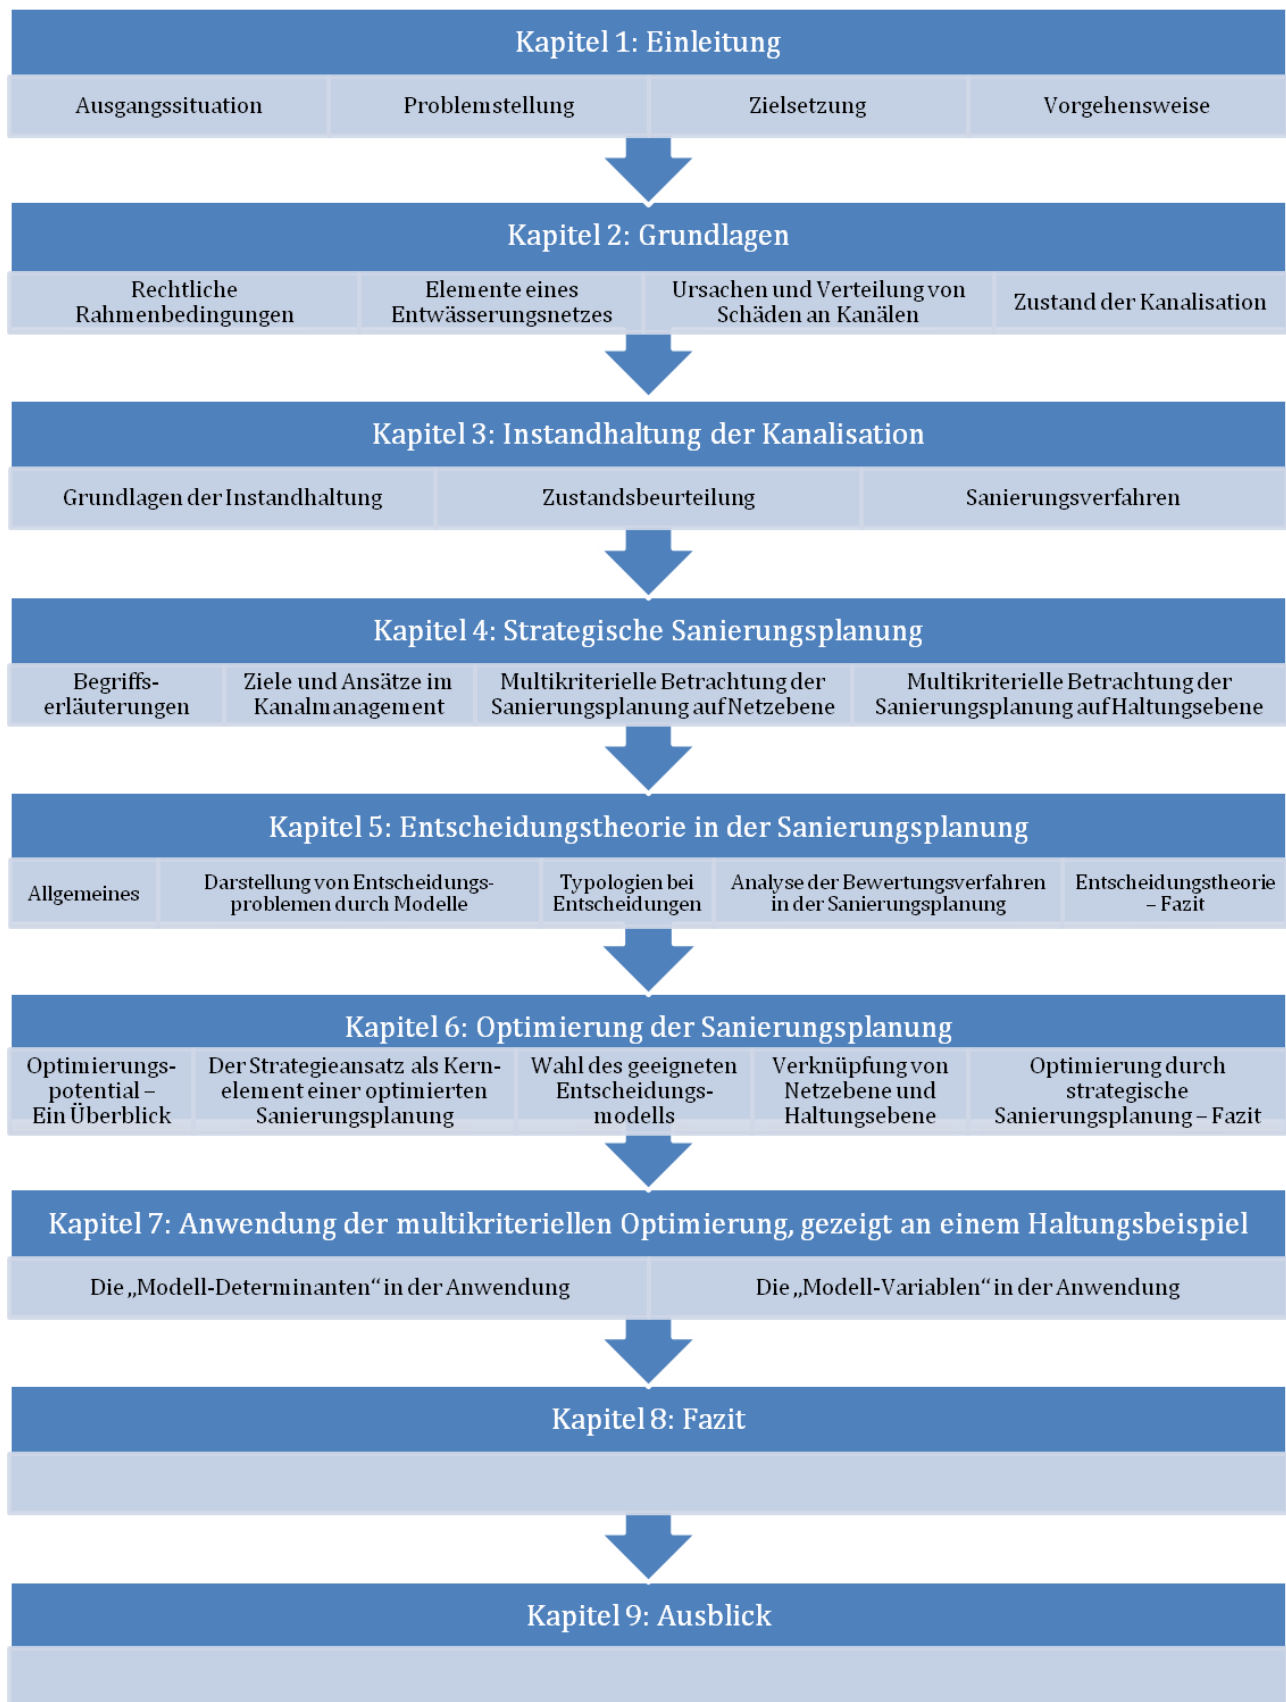 Kapitel 1: Einleitung
Ausgangssituation
Problemstellung
Zielsetzung
Vorgehensweise
Kapitel 2: Grundlagen
Rechtliche
Rahmenbedingungen
Elemente eines
Entwässerungsnetzes
Ursachen und Verteilung von
Schäden an Kanälen
Zustand der Kanalisation
Kapitel 3: Instandhaltung der Kanalisation
Grundlagen der Instandhaltung
Zustandsbeurteilung
Sanierungsverfahren
Kapitel 4: Strategische Sanierungsplanung
Begriffs-
erläuterungen
Ziele und Ansätze im
Kanalmanagement
Multikriterielle Betrachtung der
Sanierungsplanung auf Netzebene
Multikriterielle Betrachtung der
Sanierungsplanung auf Haltungsebene
Kapitel 5: Entscheidungstheorie in der Sanierungsplanung
Allgemeines
Darstellung von Entscheidungs-
problemen durch Modelle
Typologien bei
Entscheidungen
Analyse der Bewertungsverfahren
in der Sanierungsplanung
Entscheidungstheorie
– Fazit
Kapitel 6: Optimierung der Sanierungsplanung
Optimierungs-
potential –
Ein Überblick
Der Strategieansatz als Kern-
element einer optimierten
Sanierungsplanung
Wahl des geeigneten
Entscheidungs-
modells
Verknüpfung von
Netzebene und
Haltungsebene
Optimierung durch
strategische
Sanierungsplanung – Fazit
Kapitel 7: Anwendung der multikriteriellen Optimierung, gezeigt an einem Haltungsbeispiel
Die „Modell-Determinanten“ in der Anwendung
Die „Modell-Variablen“ in der Anwendung
Kapitel 8: Fazit
Kapitel 9: Ausblick